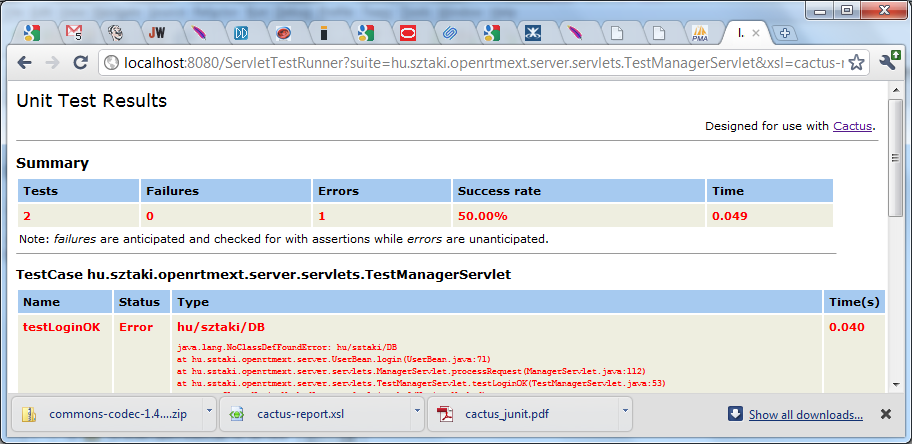 5
JW
DD
PMA
I.
localhost:8080/ServletTestRunner?suite=hu.sztaki.openrtmext.server.servlets.TestManagerServlet&xsl=cactus-r
Unit Test Results
Designed for use with Cactus.
Summary
Tests Failures Errors Success rate Time
2 0 1 50.00% 0.049
Note: failures are anticipated and checked for with assertions while errors are unanticipated.
TestCase hu.sztaki.openrtmext.server.servlets.TestManagerServlet
Name Status Type Time(s)
testLoginOK Error hu/sztaki/DB 0.040
java.lang.NoClassDefFoundError: hu/sztaki/DB
at hu.sztaki.openrtmext.server.UserBean.login(UserBean.java:71)
at hu.sztaki.openrtmext.server.servlets.ManagerServlet.processRequest(ManagerServlet.java:112)
at hu.sztaki.openrtmext.server.servlets.TestManagerServlet.testLoginOK(TestManagerServlet.java:53)
commons-codec-1.4....zip cactus-report.xsl cactus_junit.pdf Show all downloads...